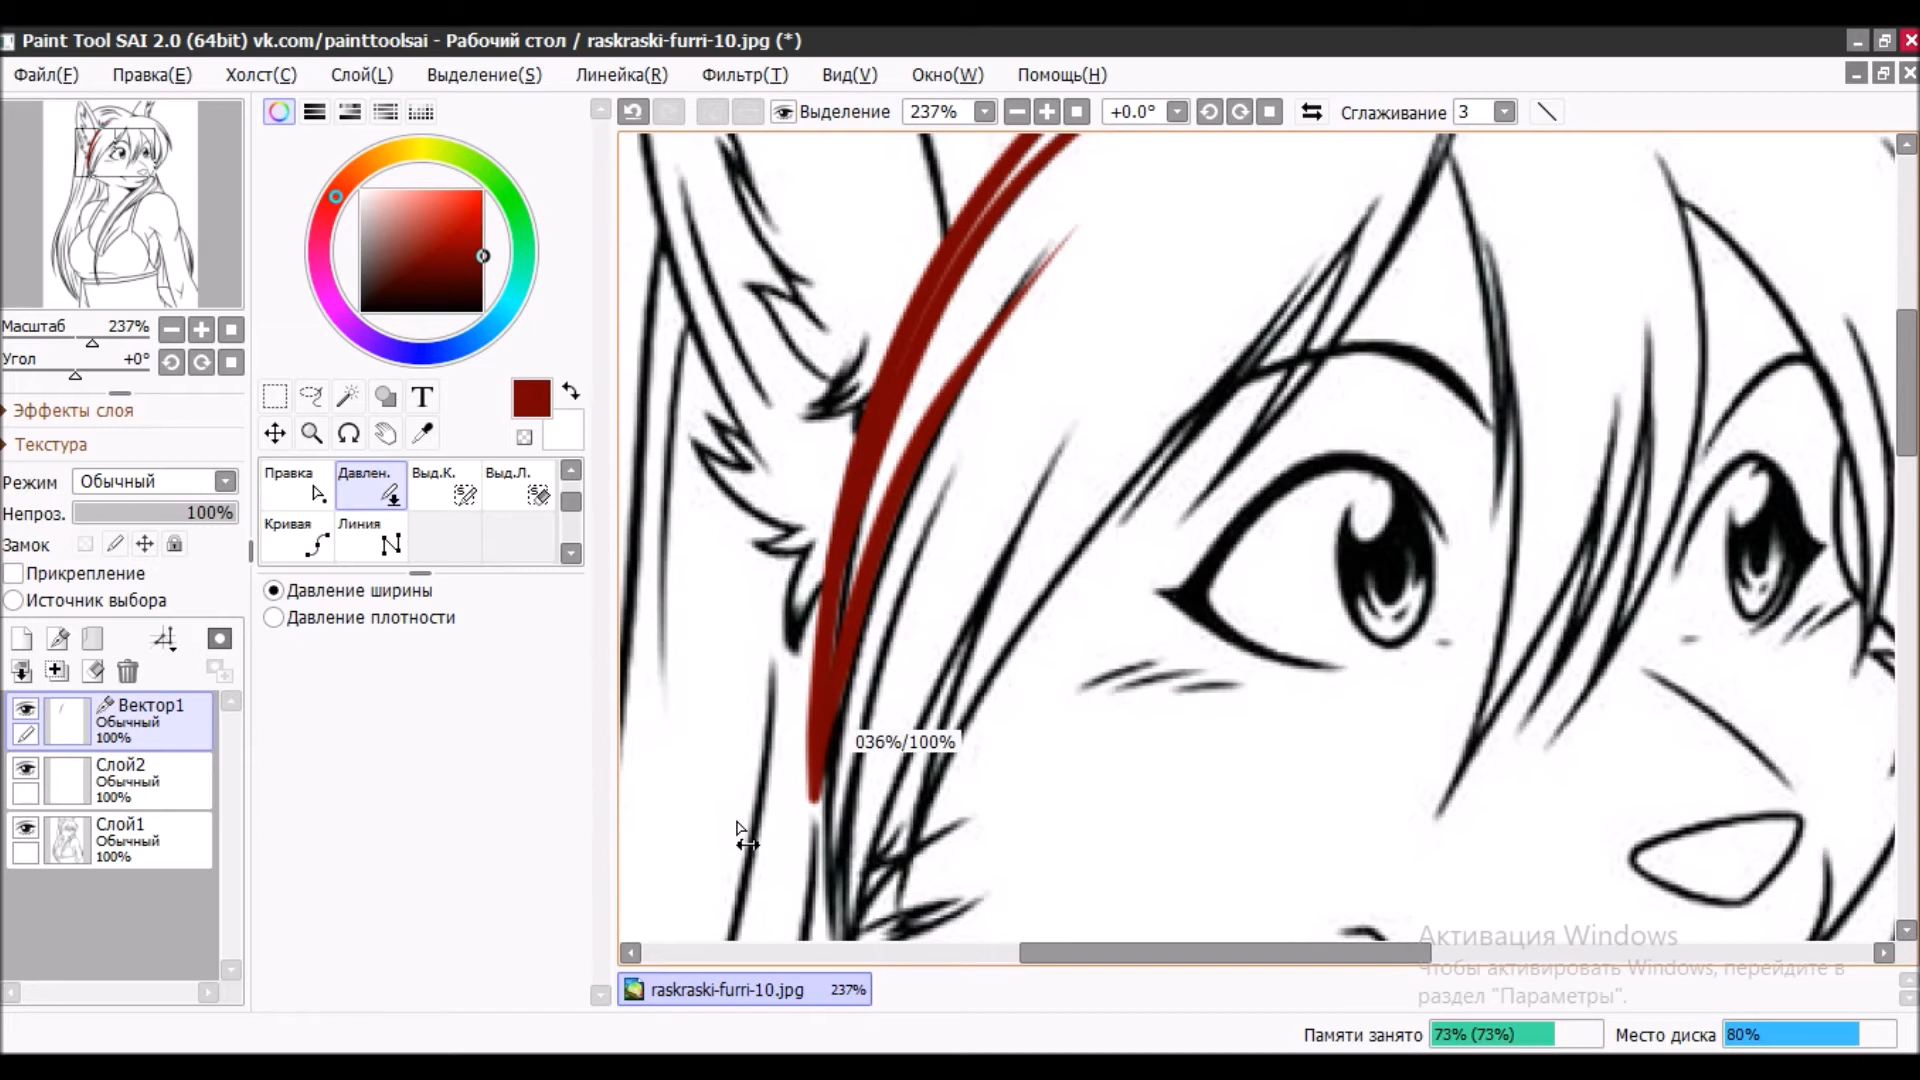 Paint Tool SAI 2.0 (64bit) vk.com/painttoolsai - Рабочий стол / raskraski-furri-10.jpg (*)
Файл(F) Правка(E) Холст(C) Слой(L) Выделение(S) Линейка(R) Фильтр(T) Вид(V) Окно(W) Помощь(H)
Выделение 237% +0.0° Сглаживание 3
Масштаб 237%
Угол +0°
Эффекты слоя
Текстура
Режим Обычный
Непроз. 100%
Замок
Прикрепление
Источник выбора
T
Правка Давлен. Выд.К. Выд.Л.
Кривая Линия
Давление ширины
Давление плотности
Вектор1
Обычный
100%
Слой2
Обычный
100%
Слой1
Обычный
100%
036%/100%
Активация Windows
Чтобы активировать Windows, перейдите в
раздел "Параметры".
raskraski-furri-10.jpg 237%
Памяти занято 73% (73%) Место диска 80%